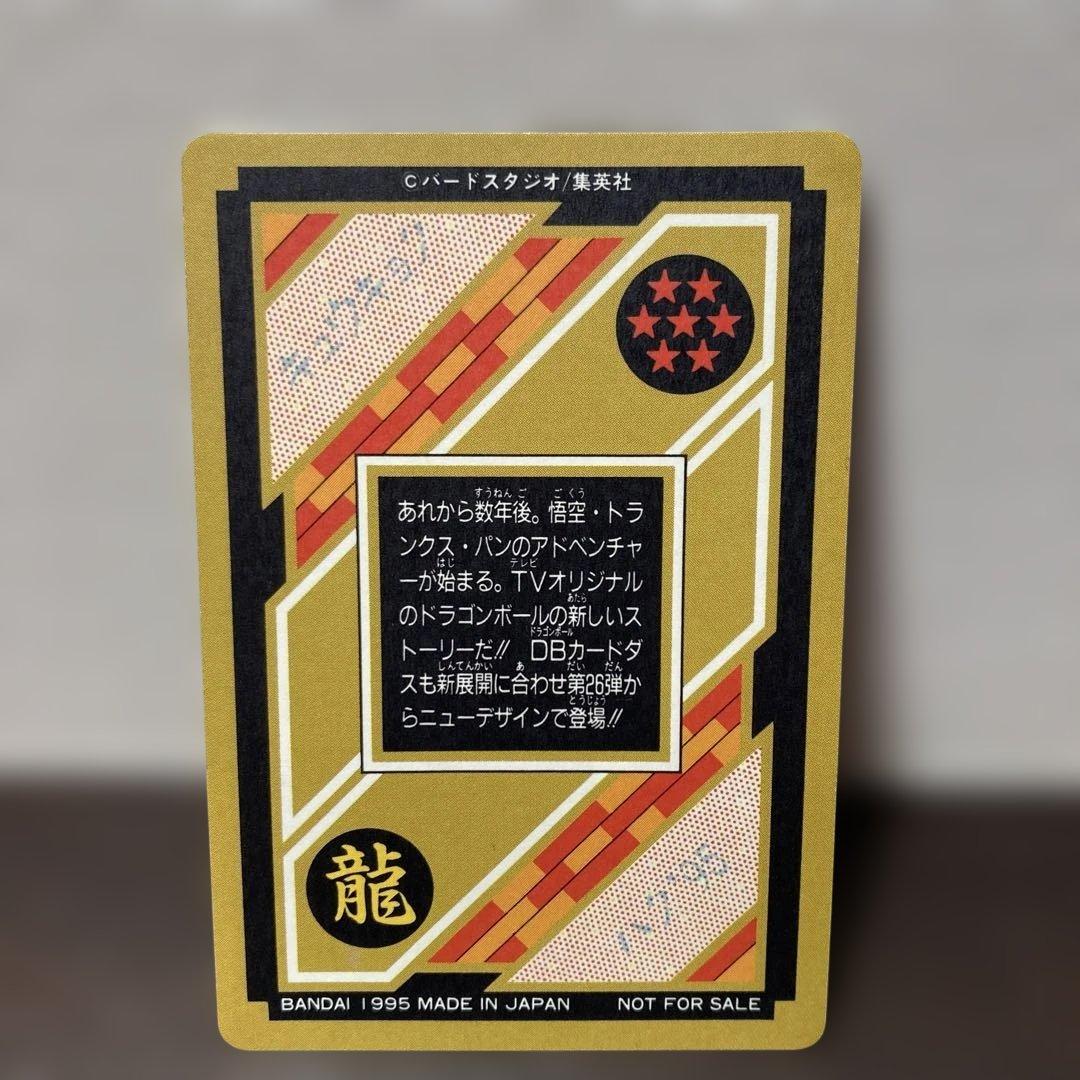 ©バードスタジオ/集英社
あれから数年後。悟空・トラ
ンクス・パンのアドベンチャ
ーが始まる。TVオリジナル
のドラゴンボールの新しいス
トーリーだ!! DBカードダ
スも新展開に合わせ第26弾か
らニューデザインで登場!!
龍
BANDAI 1995 MADE IN JAPAN NOT FOR SALE